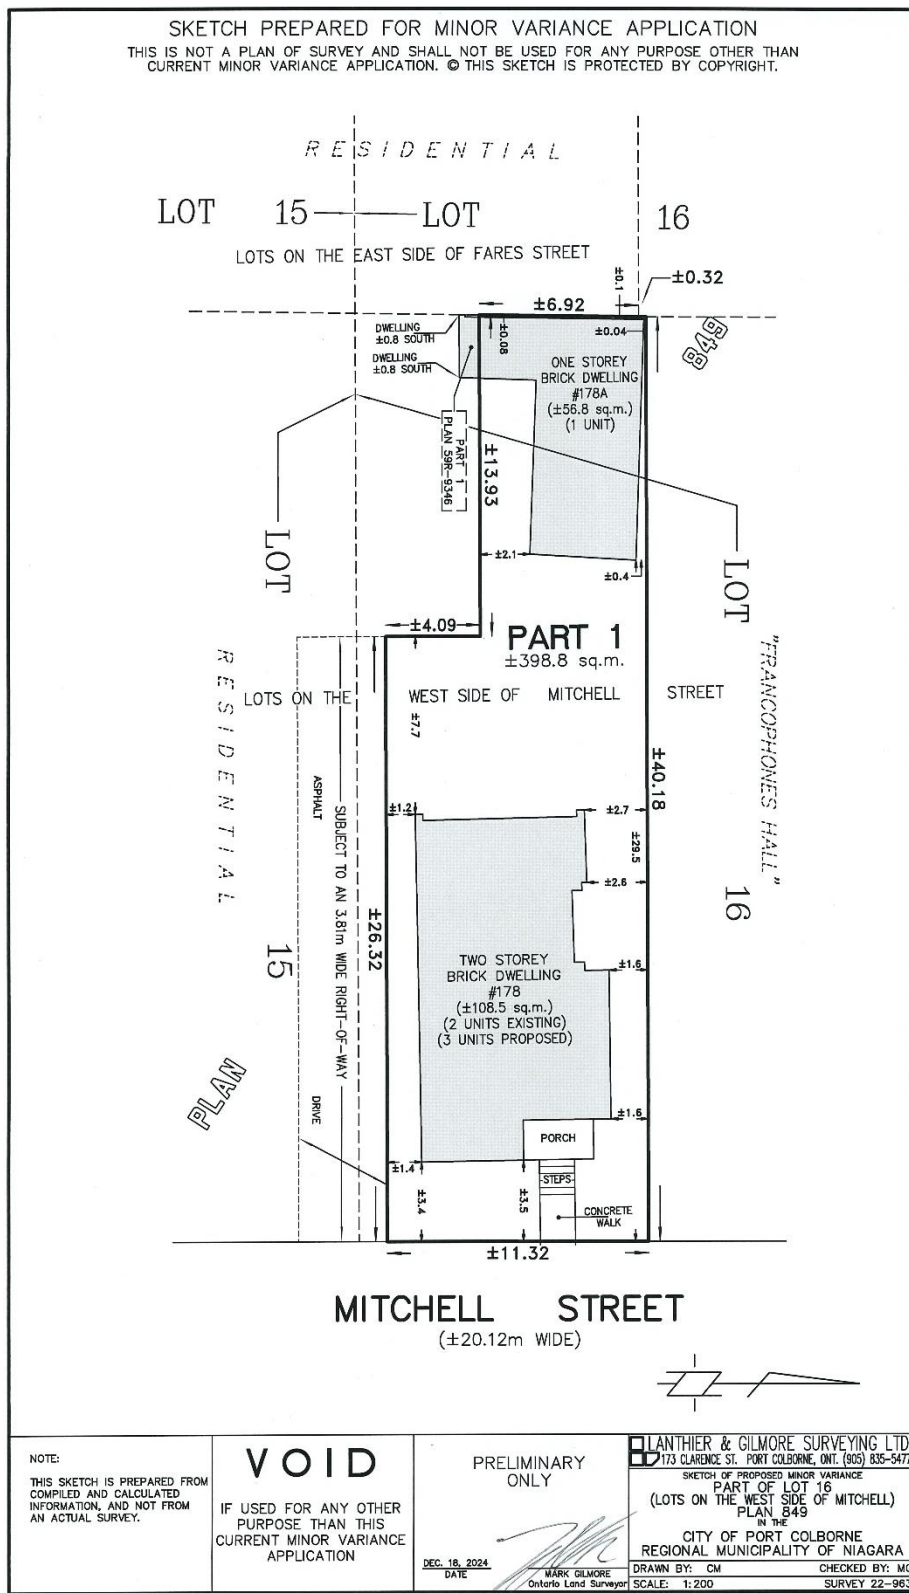 SKETCH PREPARED FOR MINOR VARIANCE APPLICATION
THIS IS NOT A PLAN OF SURVEY AND SHALL NOT BE USED FOR ANY PURPOSE OTHER THAN
CURRENT MINOR VARIANCE APPLICATION. © THIS SKETCH IS PROTECTED BY COPYRIGHT.
RESIDENTIAL
LOT 15 LOT 16
LOTS ON THE EAST SIDE OF FARES STREET
±0.1
±0.32
±6.92
849
DWELLING
±0.8 SOUTH
DWELLING
±0.8 SOUTH
±0.08
±0.04
ONE STOREY
BRICK DWELLING
#178A
(±56.8 sq.m.)
(1 UNIT)
PART 1
PLAN 59R-9346
±13.93
±2.1
±0.4
LOT
LOT
±4.09
PART 1
±398.8 sq.m.
RESIDENTIAL
"FRANCOPHONES HALL"
LOTS ON THE WEST SIDE OF MITCHELL STREET
±7.7
±40.18
ASPHALT
SUBJECT TO AN 3.81m WIDE RIGHT-OF-WAY
±1.2
±2.7
±29.5
±2.6
±26.32
16
15
TWO STOREY
BRICK DWELLING
#178
(±108.5 sq.m.)
(2 UNITS EXISTING)
(3 UNITS PROPOSED)
±1.6
PLAN
DRIVE
±1.6
PORCH
±1.4
±3.4
±3.5
STEPS
CONCRETE
WALK
±11.32
MITCHELL STREET
(±20.12m WIDE)
NOTE:
THIS SKETCH IS PREPARED FROM
COMPILED AND CALCULATED
INFORMATION, AND NOT FROM
AN ACTUAL SURVEY.
VOID
IF USED FOR ANY OTHER
PURPOSE THAN THIS
CURRENT MINOR VARIANCE
APPLICATION
PRELIMINARY
ONLY
DEC. 18, 2024
DATE
MARK GILMORE
Ontario Land Surveyor
LANTHIER & GILMORE SURVEYING LTD
173 CLARENCE ST. PORT COLBORNE, ONT. (905) 835-5477
SKETCH OF PROPOSED MINOR VARIANCE
PART OF LOT 16
(LOTS ON THE WEST SIDE OF MITCHELL)
PLAN 849
IN THE
CITY OF PORT COLBORNE
REGIONAL MUNICIPALITY OF NIAGARA
DRAWN BY: CM CHECKED BY: MG
SCALE: 1:200 SURVEY 22-963